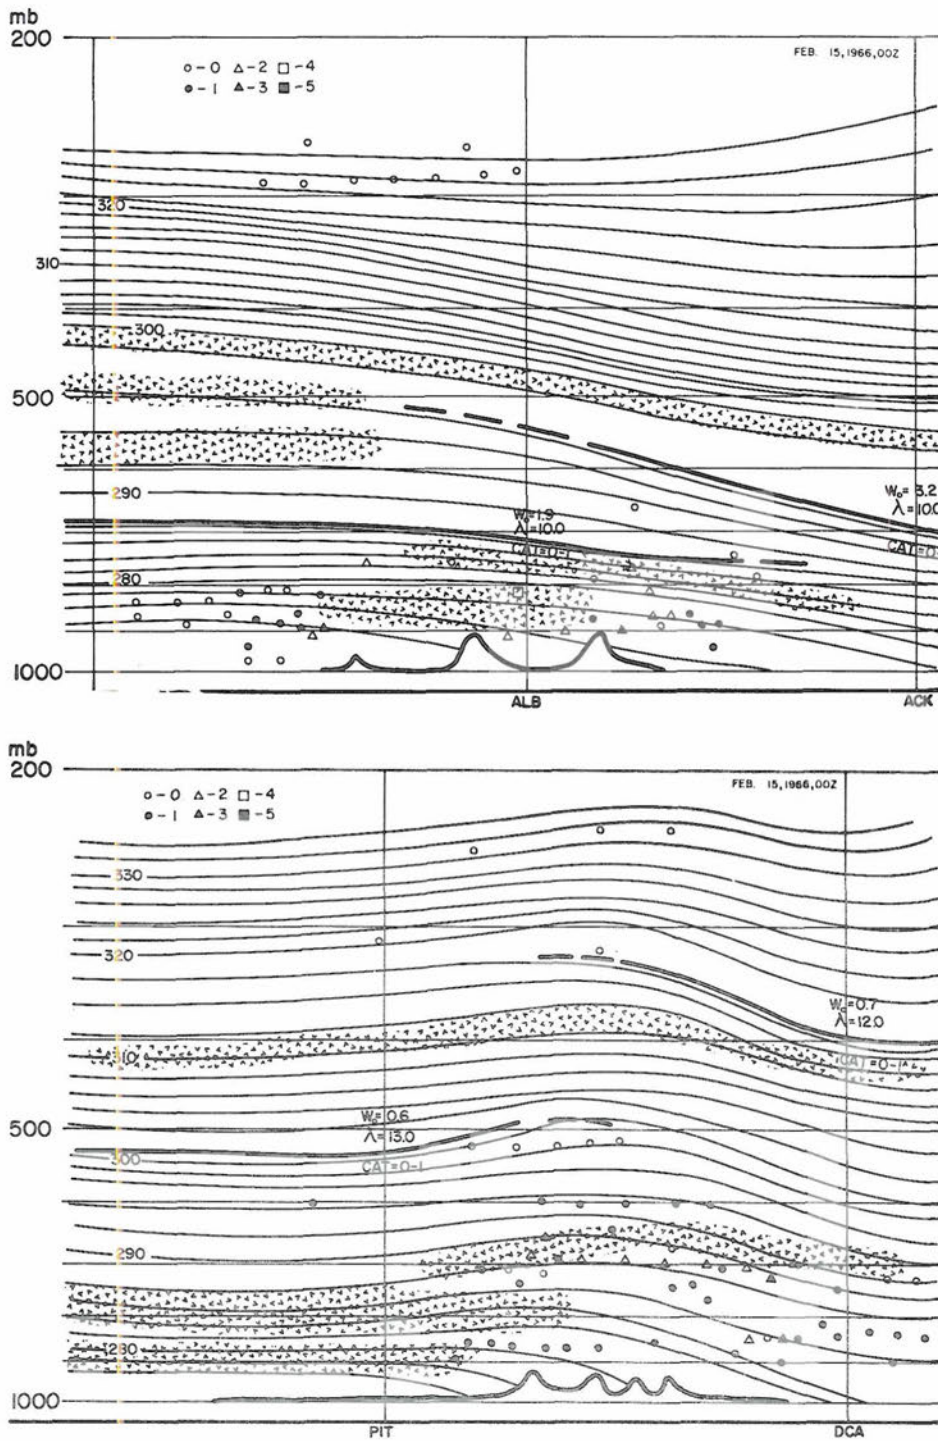 mb
200
FEB. 15,1966,00Z
○-0 △-2 □-4
●-1 ▲-3 ■-5
320
310
300
500
290
W₀= 3.2
λ= 10.0
CAT=0-
W₀= 1.9
λ=10.0
CAT=0-1
280
1000
ALB ACK
mb
200
FEB. 15,1966,00Z
○-0 △-2 □-4
●-1 ▲-3 ■-5
330
320
W₀=0.7
λ=12.0
310
CAT=0-1
W₀= 0.6
500
λ=13.0
300
CAT=0-1
290
280
1000
PIT DCA